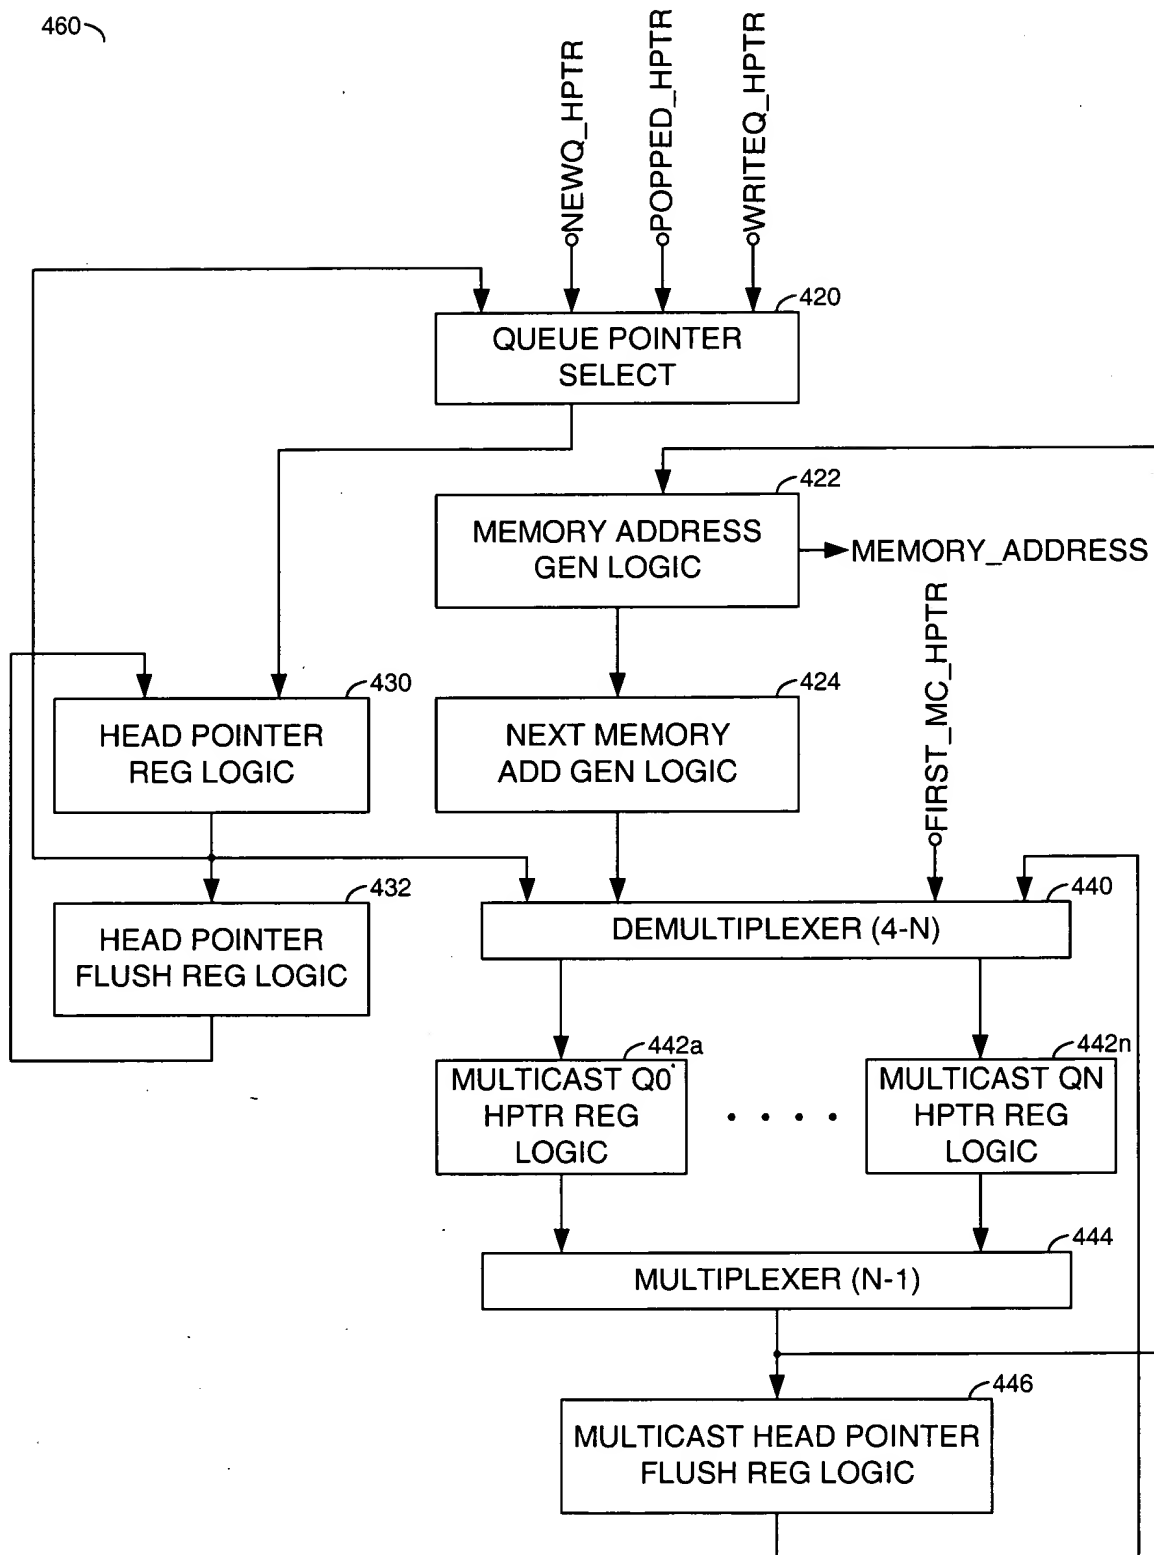 460
NEWQ_HPTR
POPPED_HPTR
WRITEQ_HPTR
420
QUEUE POINTER
SELECT
422
MEMORY ADDRESS
GEN LOGIC
MEMORY_ADDRESS
FIRST_MC_HPTR
430
HEAD POINTER
REG LOGIC
424
NEXT MEMORY
ADD GEN LOGIC
432
HEAD POINTER
FLUSH REG LOGIC
440
DEMULTIPLEXER (4-N)
442a
MULTICAST Q0
HPTR REG
LOGIC
442n
MULTICAST QN
HPTR REG
LOGIC
444
MULTIPLEXER (N-1)
446
MULTICAST HEAD POINTER
FLUSH REG LOGIC